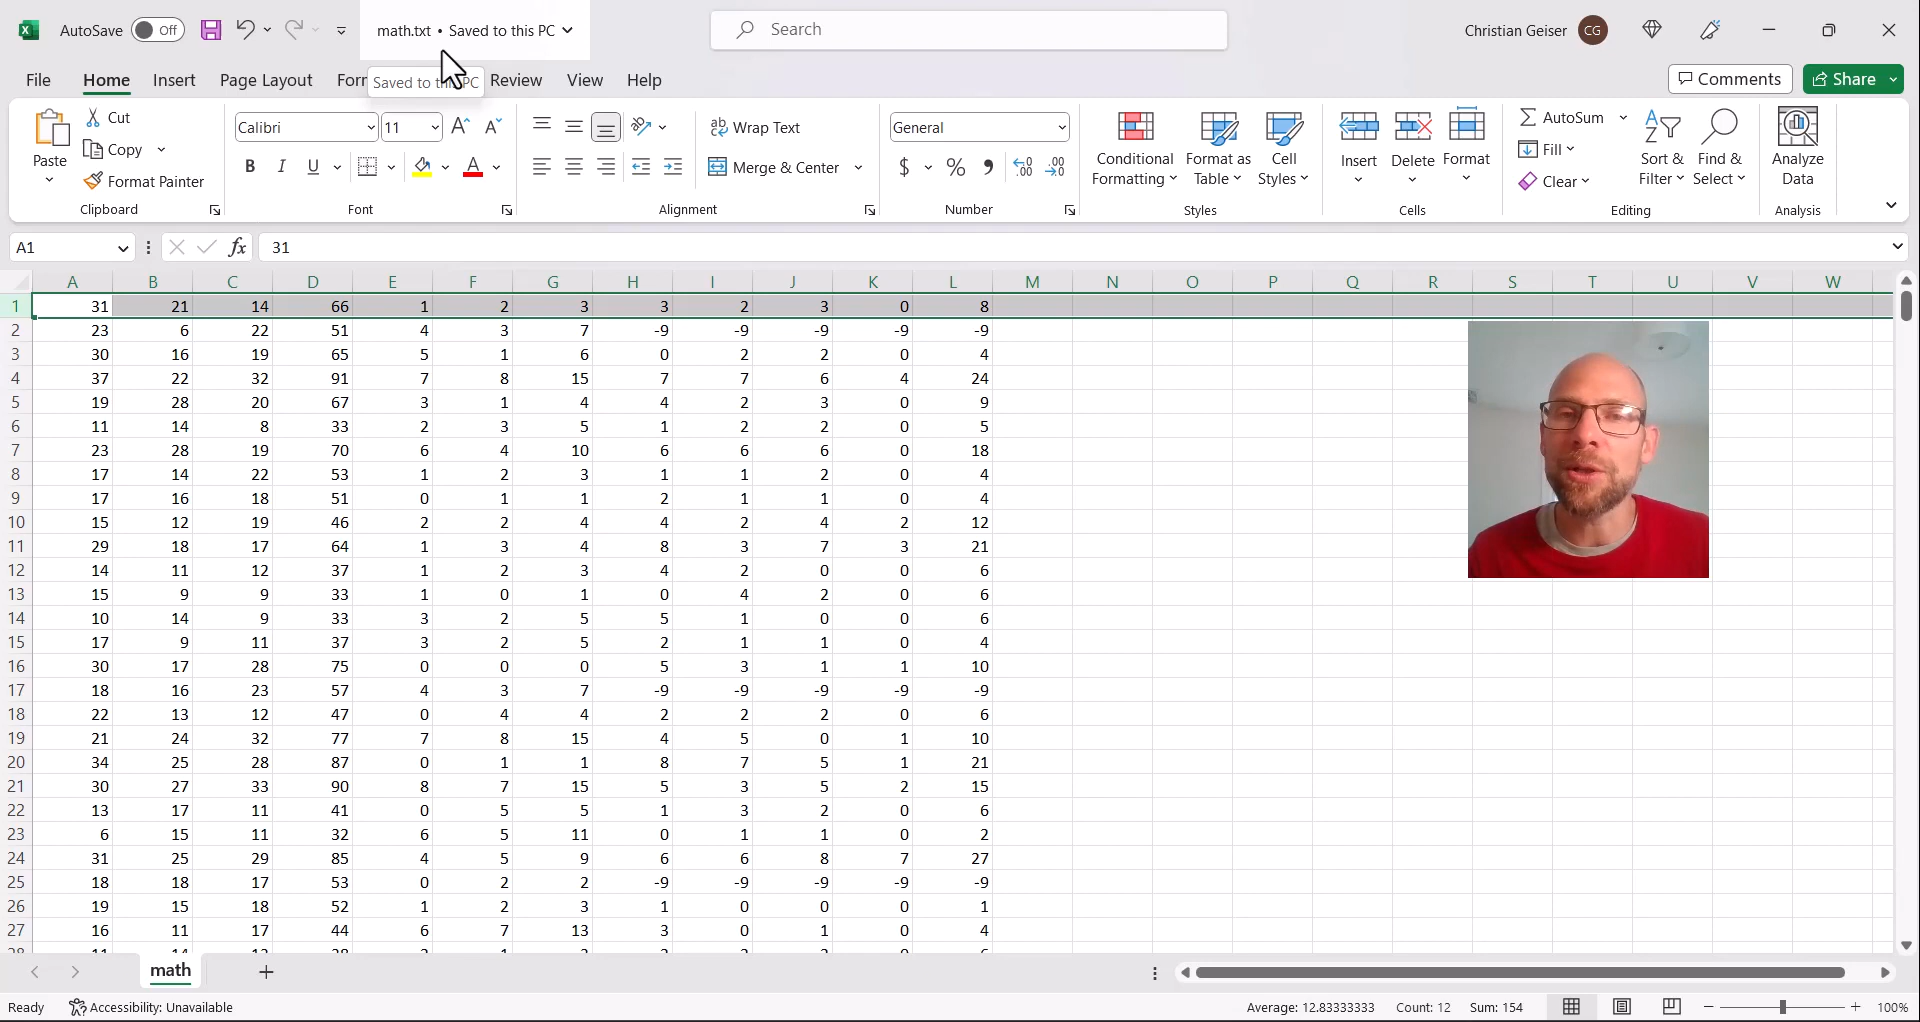 AutoSave Off math.txt • Saved to this PC Search Christian Geiser CG
File Home Insert Page Layout Review View Help Comments Share
Saved to this PC
Paste Cut Copy Format Painter Clipboard
Calibri 11 B I U A Font
Wrap Text Merge & Center Alignment
General $ % Number
Conditional Formatting Format as Table Cell Styles Styles
Insert Delete Format Cells
AutoSum Fill Clear Sort & Filter Find & Select Editing
Analyze Data Analysis
A1 fx 31
A B C D E F G H I J K L M N O P Q R S T U V W
1 31 21 14 66 1 2 3 3 2 3 0 8
2 23 6 22 51 4 3 7 -9 -9 -9 -9 -9
3 30 16 19 65 5 1 6 0 2 2 0 4
4 37 22 32 91 7 8 15 7 7 6 4 24
5 19 28 20 67 3 1 4 4 2 3 0 9
6 11 14 8 33 2 3 5 1 2 2 0 5
7 23 28 19 70 6 4 10 6 6 6 0 18
8 17 14 22 53 1 2 3 1 1 2 0 4
9 17 16 18 51 0 1 1 2 1 1 0 4
10 15 12 19 46 2 2 4 4 2 4 2 12
11 29 18 17 64 1 3 4 8 3 7 3 21
12 14 11 12 37 1 2 3 4 2 0 0 6
13 15 9 9 33 1 0 1 0 4 2 0 6
14 10 14 9 33 3 2 5 5 1 0 0 6
15 17 9 11 37 3 2 5 2 1 1 0 4
16 30 17 28 75 0 0 0 5 3 1 1 10
17 18 16 23 57 4 3 7 -9 -9 -9 -9 -9
18 22 13 12 47 0 4 4 2 2 2 0 6
19 21 24 32 77 7 8 15 4 5 0 1 10
20 34 25 28 87 0 1 1 8 7 5 1 21
21 30 27 33 90 8 7 15 5 3 5 2 15
22 13 17 11 41 0 5 5 1 3 2 0 6
23 6 15 11 32 6 5 11 0 1 1 0 2
24 31 25 29 85 4 5 9 6 6 8 7 27
25 18 18 17 53 0 2 2 -9 -9 -9 -9 -9
26 19 15 18 52 1 2 3 1 0 0 0 1
27 16 11 17 44 6 7 13 3 0 1 0 4
math
Ready Accessibility: Unavailable Average: 12.83333333 Count: 12 Sum: 154 100%